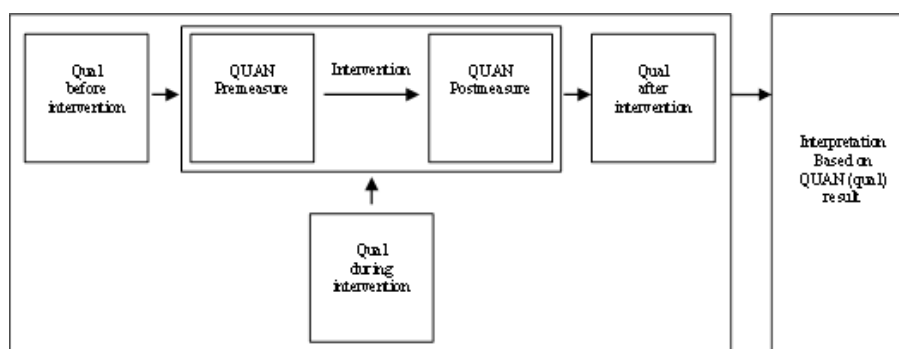 Qual
before
intervention
QUAN
Premeasure
Intervention
QUAN
Postmeasure
Qual
after
intervention
Qual
during
intervention
Interpretation
Based on
QUAN (qual)
result